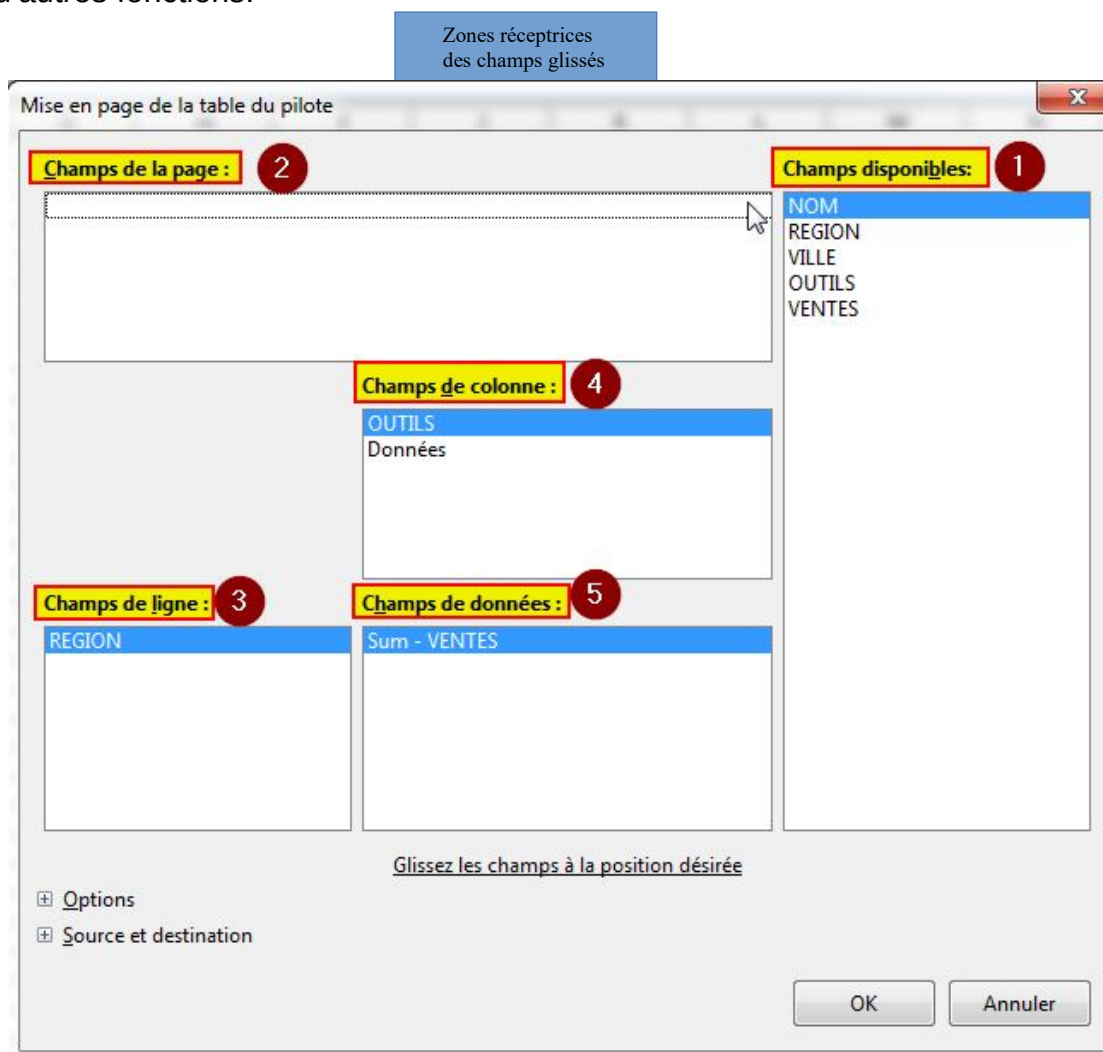 d'autres fonctions.
Zones réceptrices
des champs glissés
Mise en page de la table du pilote
Champs de la page :
2
Champs disponibles:
1
NOM
REGION
VILLE
OUTILS
VENTES
Champs de colonne :
4
OUTILS
Données
Champs de ligne :
3
Champs de données :
5
REGION
Sum - VENTES
Glissez les champs à la position désirée
Options
Source et destination
OK
Annuler